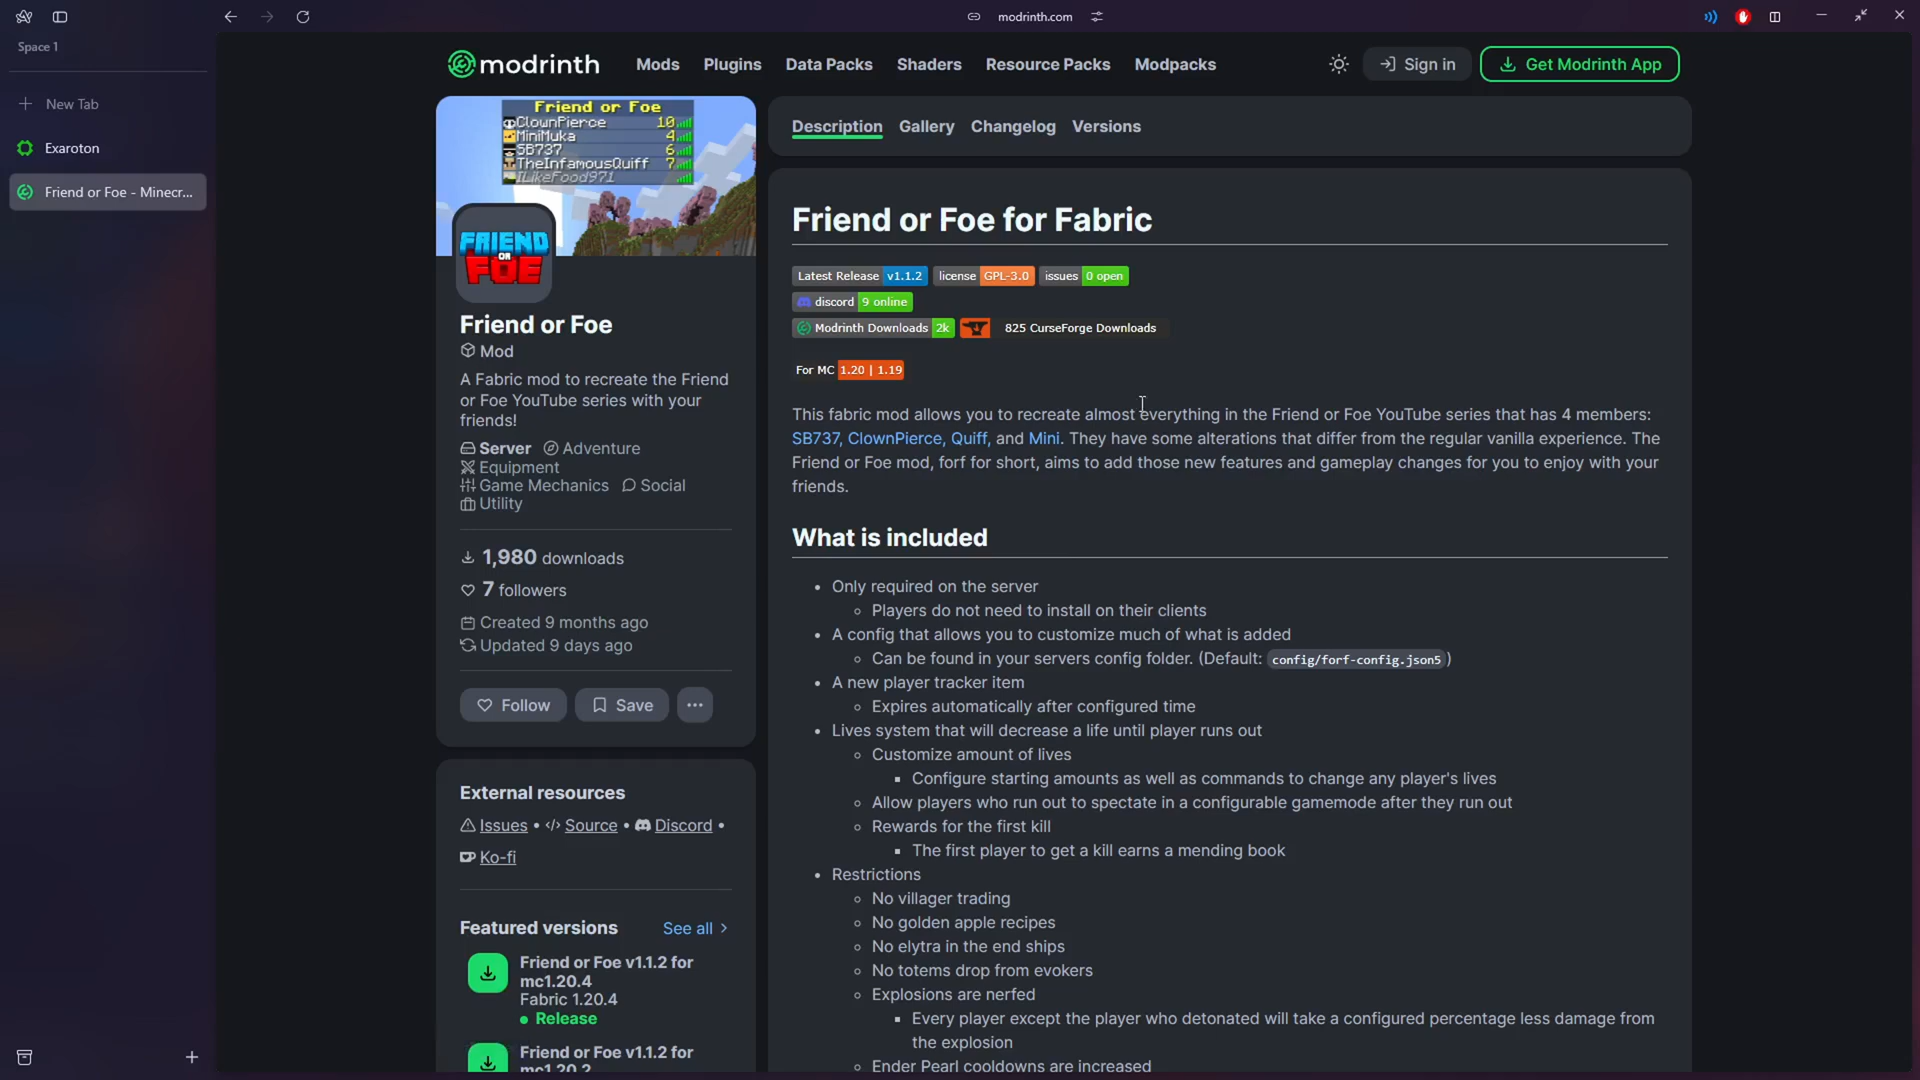 Space 1
New Tab
Exaroton
Friend or Foe - Minecr...
modrinth.com
modrinth
Mods Plugins Data Packs Shaders Resource Packs Modpacks
Sign in
Get Modrinth App
Friend or Foe
ClownPierce 10
MiniMuka 4
SB737 6
TheInfamousQuiff 7
ILikeFood971
FRIEND
OR
FOE
Friend or Foe
Mod
A Fabric mod to recreate the Friend
or Foe YouTube series with your
friends!
Server Adventure
Equipment
Game Mechanics Social
Utility
1,980 downloads
7 followers
Created 9 months ago
Updated 9 days ago
Follow Save
External resources
Issues • </> Source • Discord •
Ko-fi
Featured versions See all >
Friend or Foe v1.1.2 for
mc1.20.4
Fabric 1.20.4
• Release
Friend or Foe v1.1.2 for
mc1.20.2
Description Gallery Changelog Versions
Friend or Foe for Fabric
Latest Release v1.1.2 license GPL-3.0 issues 0 open
discord 9 online
Modrinth Downloads 2k 825 CurseForge Downloads
For MC 1.20 | 1.19
This fabric mod allows you to recreate almost everything in the Friend or Foe YouTube series that has 4 members:
SB737, ClownPierce, Quiff, and Mini. They have some alterations that differ from the regular vanilla experience. The
Friend or Foe mod, forf for short, aims to add those new features and gameplay changes for you to enjoy with your
friends.
What is included
• Only required on the server
◦ Players do not need to install on their clients
• A config that allows you to customize much of what is added
◦ Can be found in your servers config folder. (Default: config/forf-config.json5)
• A new player tracker item
◦ Expires automatically after configured time
• Lives system that will decrease a life until player runs out
◦ Customize amount of lives
▪ Configure starting amounts as well as commands to change any player's lives
◦ Allow players who run out to spectate in a configurable gamemode after they run out
◦ Rewards for the first kill
▪ The first player to get a kill earns a mending book
• Restrictions
◦ No villager trading
◦ No golden apple recipes
◦ No elytra in the end ships
◦ No totems drop from evokers
◦ Explosions are nerfed
▪ Every player except the player who detonated will take a configured percentage less damage from
the explosion
◦ Ender Pearl cooldowns are increased